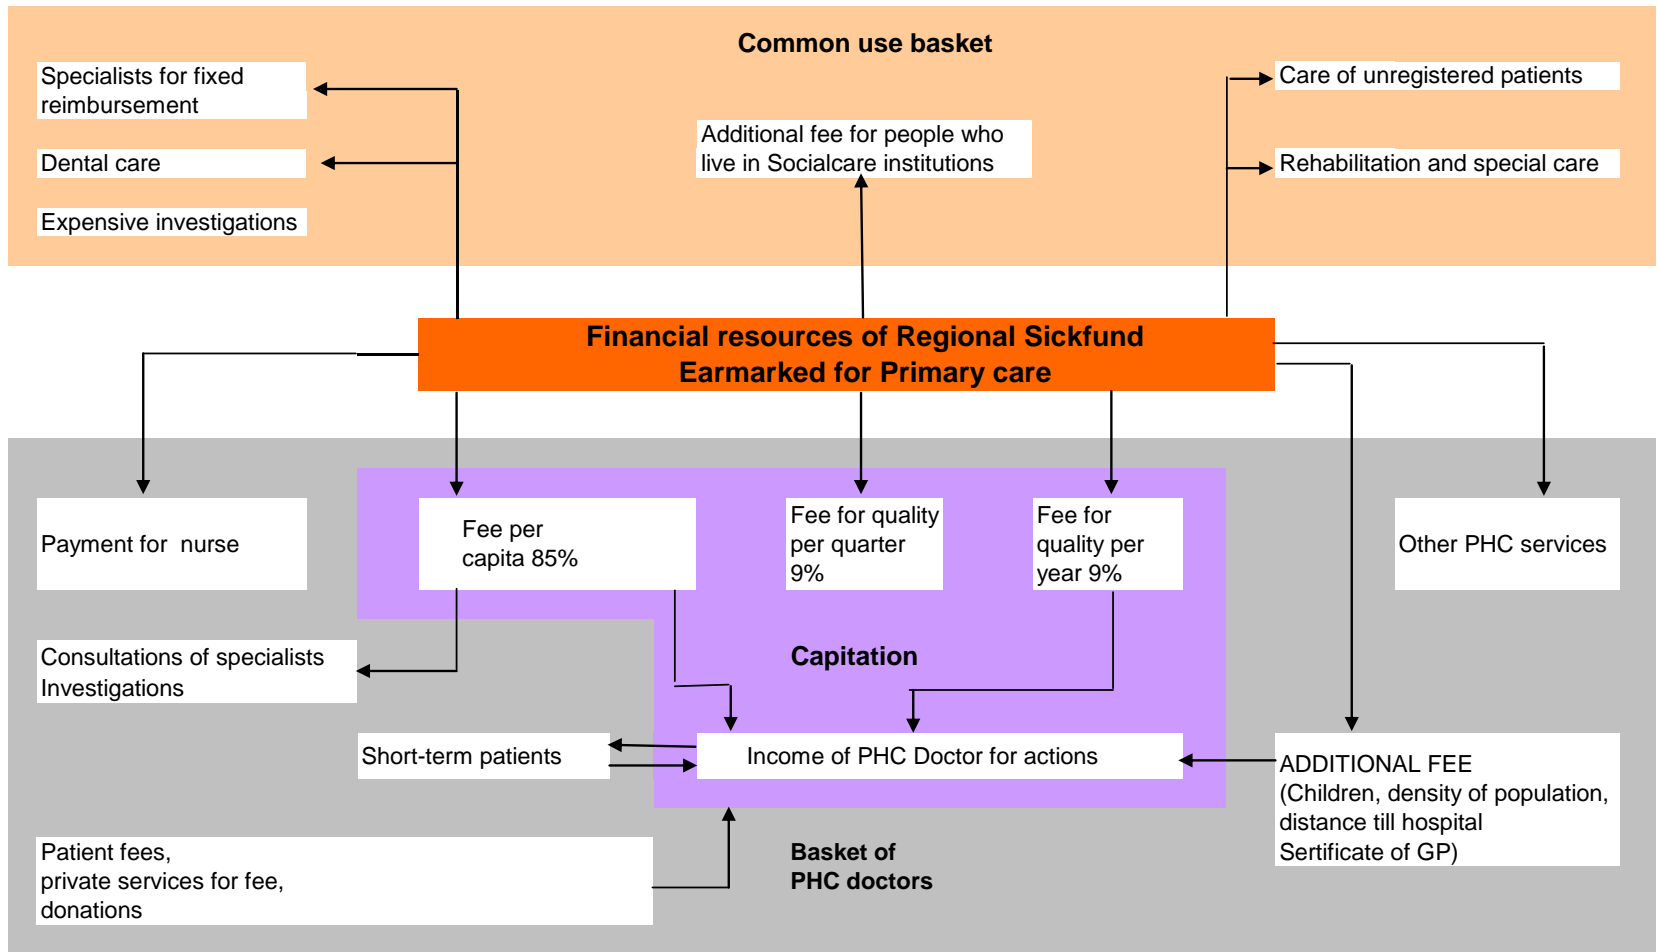 Common use basket
Specialists for fixed
reimbursement
Care of unregistered patients
Additional fee for people who
live in Socialcare institutions
Dental care
Rehabilitation and special care
Expensive investigations
Financial resources of Regional Sickfund
Earmarked for Primary care
Payment for nurse
Fee per
capita 85%
Fee for quality
per quarter
9%
Fee for
quality per
year 9%
Other PHC services
Consultations of specialists
Investigations
Capitation
Short-term patients
Income of PHC Doctor for actions
ADDITIONAL FEE
(Children, density of population,
distance till hospital
Sertificate of GP)
Patient fees,
private services for fee,
donations
Basket of
PHC doctors